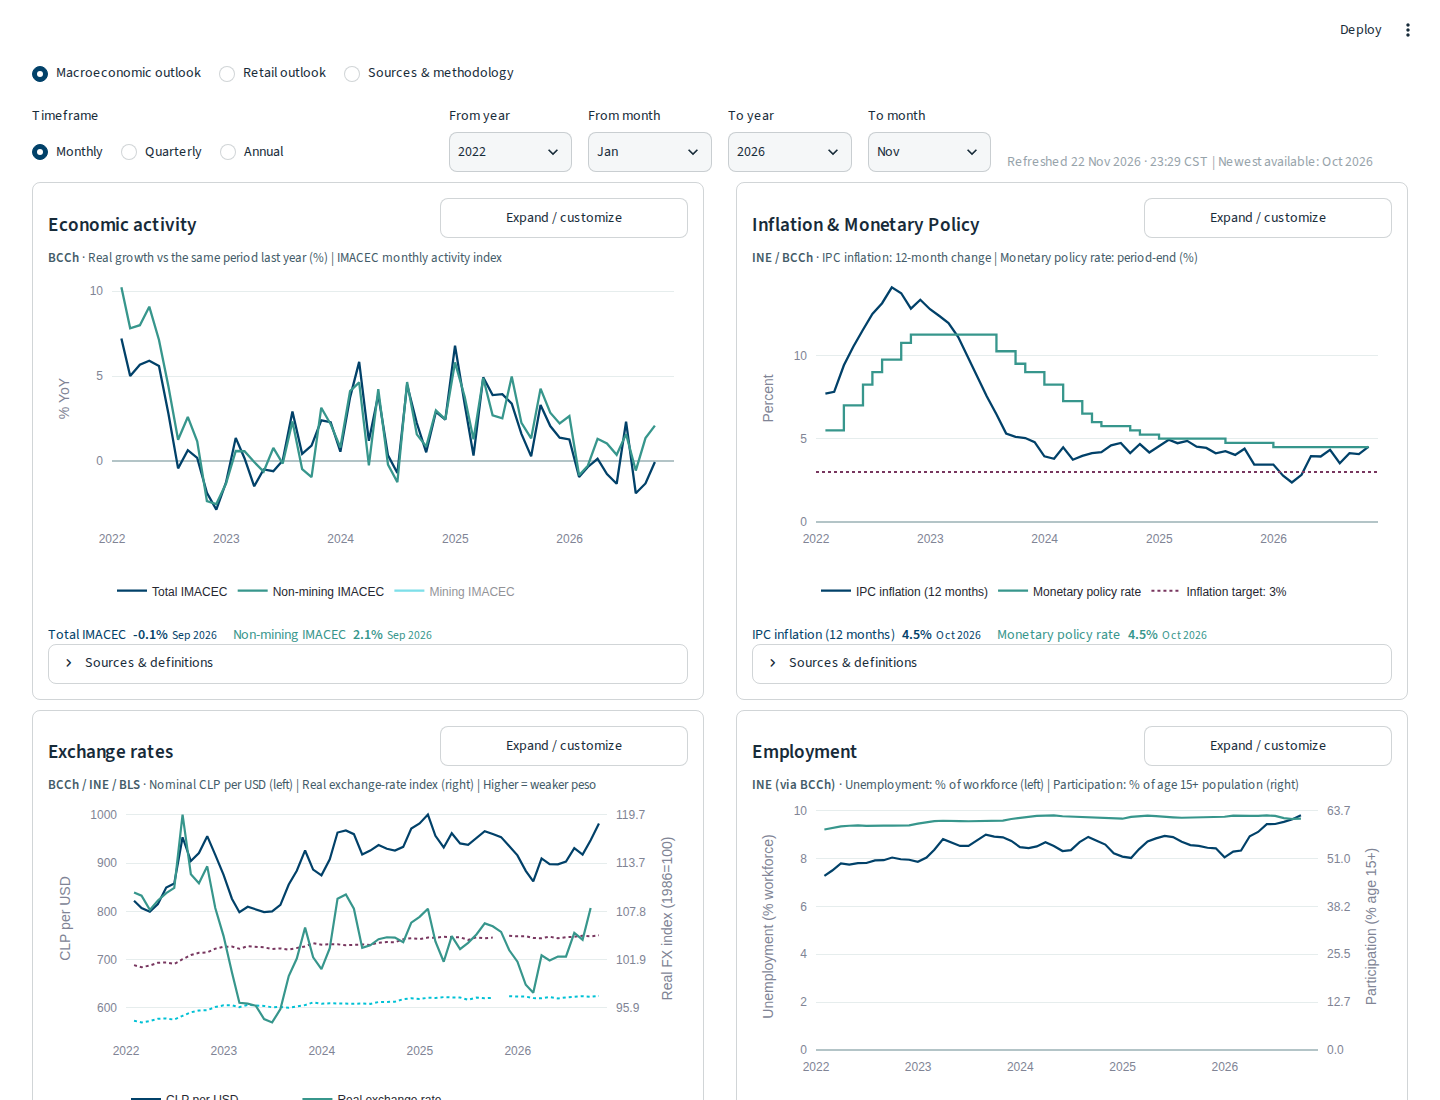 Deploy
Macroeconomic outlook Retail outlook Sources & methodology
Timeframe
Monthly Quarterly Annual
From year From month To year To month
2022 Jan 2026 Nov
Refreshed 22 Nov 2026 · 23:29 CST | Newest available: Oct 2026
Economic activity
Expand / customize
BCCh · Real growth vs the same period last year (%) | IMACEC monthly activity index
10
5
0
% YoY
2022 2023 2024 2025 2026
Total IMACEC Non-mining IMACEC Mining IMACEC
Total IMACEC -0.1% Sep 2026 Non-mining IMACEC 2.1% Sep 2026
Sources & definitions
Inflation & Monetary Policy
Expand / customize
INE / BCCh · IPC inflation: 12-month change | Monetary policy rate: period-end (%)
10
5
0
Percent
2022 2023 2024 2025 2026
IPC inflation (12 months) Monetary policy rate Inflation target: 3%
IPC inflation (12 months) 4.5% Oct 2026 Monetary policy rate 4.5% Oct 2026
Sources & definitions
Exchange rates
Expand / customize
BCCh / INE / BLS · Nominal CLP per USD (left) | Real exchange-rate index (right) | Higher = weaker peso
1000 119.7
900 113.7
800 107.8
700 101.9
600 95.9
CLP per USD
Real FX index (1986=100)
2022 2023 2024 2025 2026
CLP per USD Real exchange rate
Employment
Expand / customize
INE (via BCCh) · Unemployment: % of workforce (left) | Participation: % of age 15+ population (right)
10 63.7
8 51.0
6 38.2
4 25.5
2 12.7
0 0.0
Unemployment (% workforce)
Participation (% age 15+)
2022 2023 2024 2025 2026